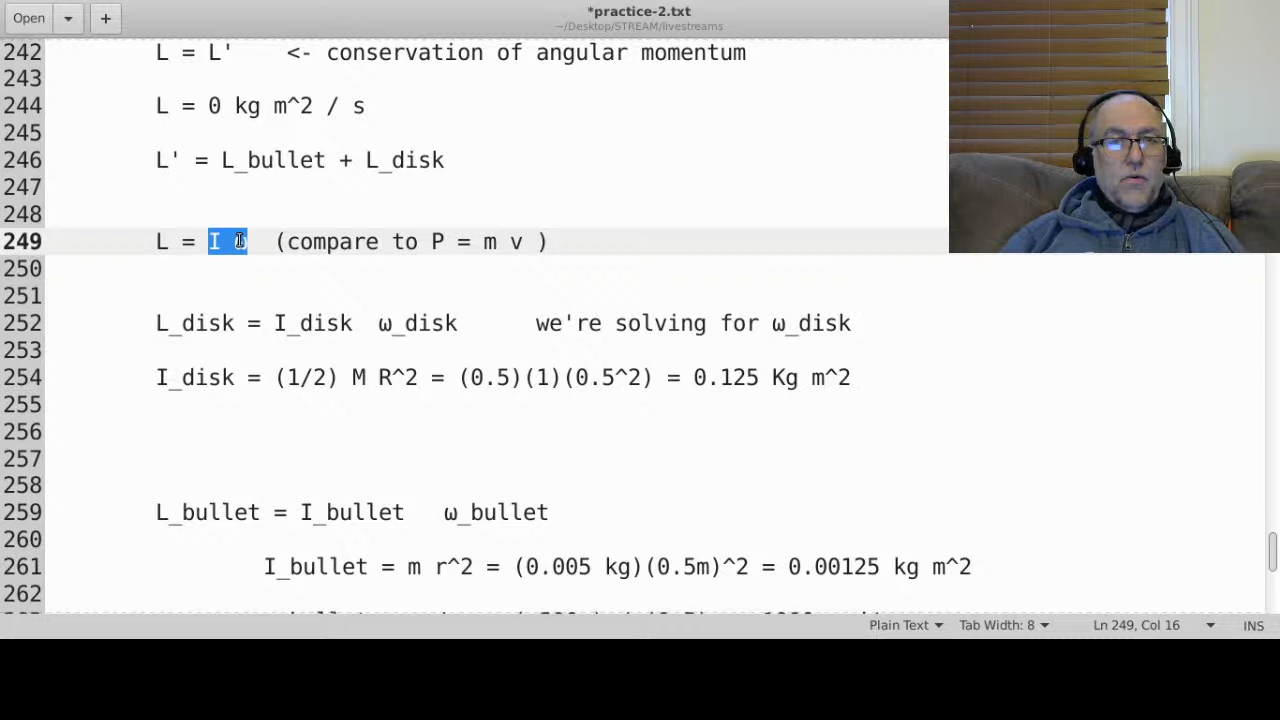 Open
*practice-2.txt
~/Desktop/STREAM/livestreams
242 L = L' <- conservation of angular momentum
243
244 L = 0 kg m^2 / s
245
246 L' = L_bullet + L_disk
247
248
249 L = I ω (compare to P = m v )
250
251
252 L_disk = I_disk ω_disk we're solving for ω_disk
253
254 I_disk = (1/2) M R^2 = (0.5)(1)(0.5^2) = 0.125 Kg m^2
255
256
257
258
259 L_bullet = I_bullet ω_bullet
260
261 I_bullet = m r^2 = (0.005 kg)(0.5m)^2 = 0.00125 kg m^2
262
Plain Text Tab Width: 8 Ln 249, Col 16 INS